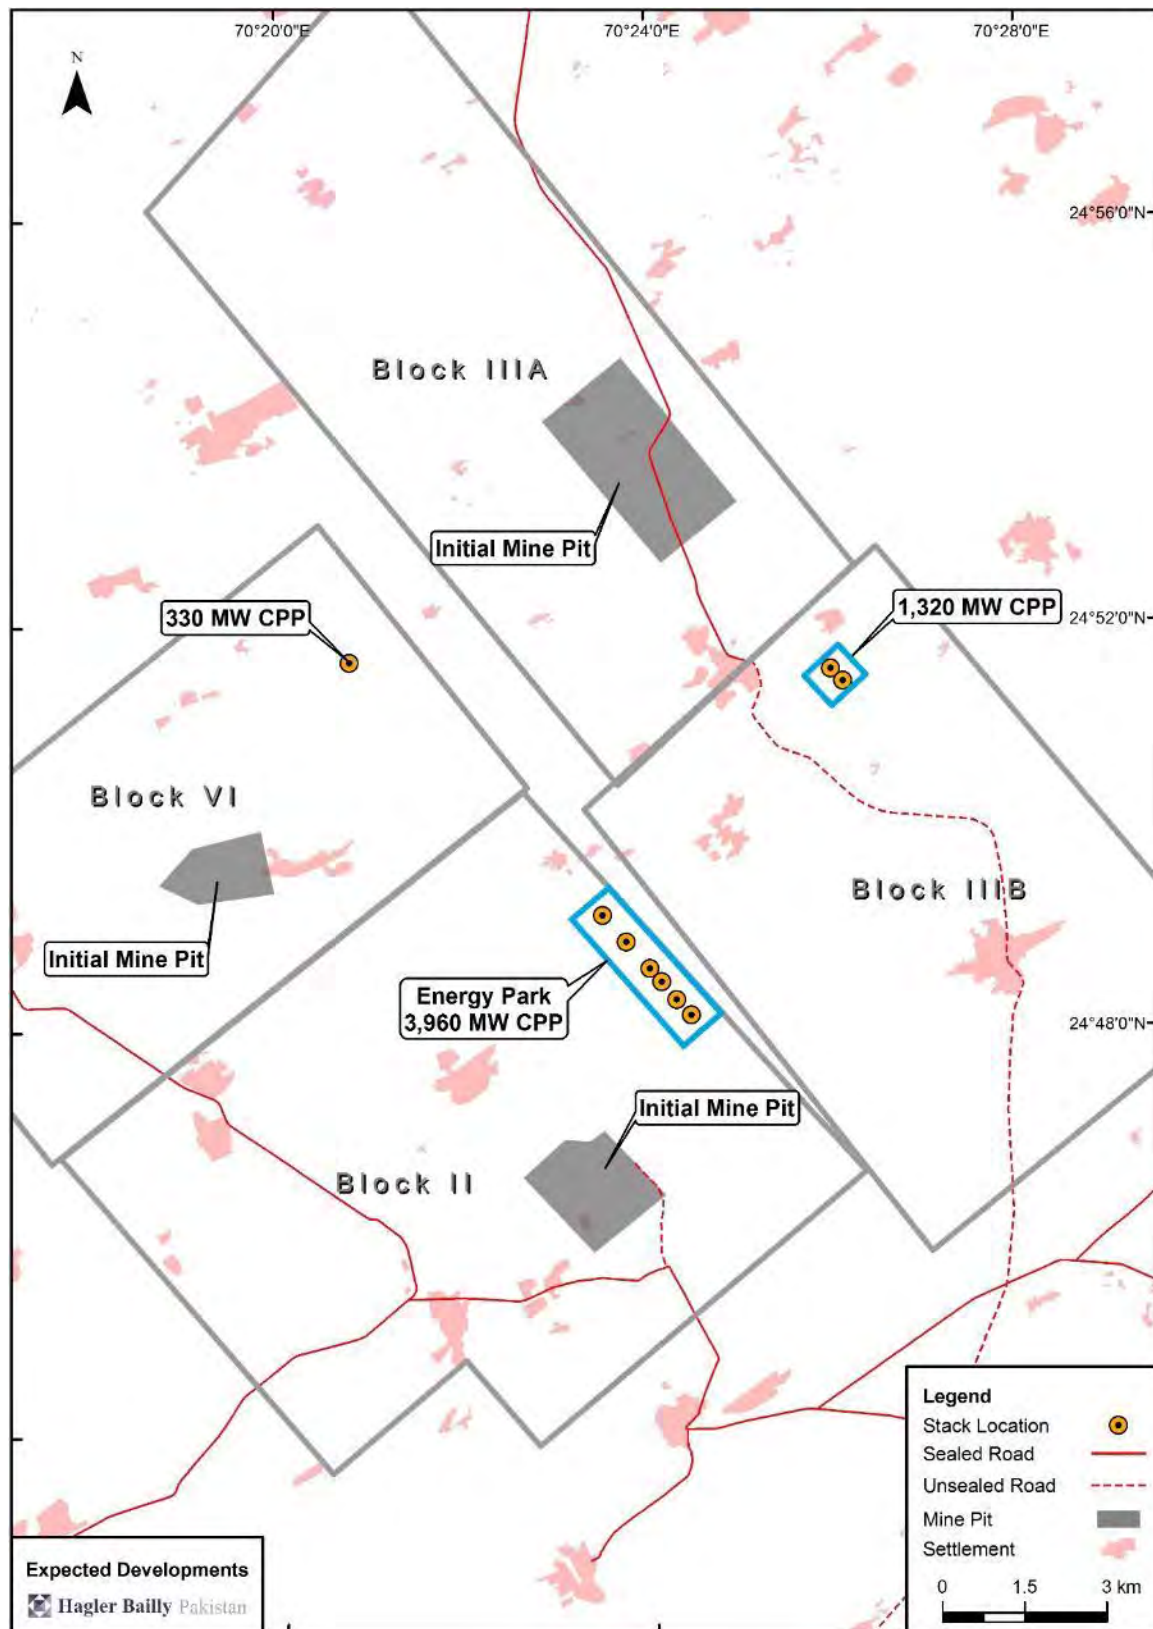 70°20'0"E
70°24'0"E
70°28'0"E
N
24°56'0"N
Block IIIA
Initial Mine Pit
330 MW CPP
1,320 MW CPP
24°52'0"N
Block VI
Block IIIB
Initial Mine Pit
Energy Park
3,960 MW CPP
24°48'0"N
Initial Mine Pit
Block II
Legend
Stack Location
Sealed Road
Unsealed Road
Mine Pit
Settlement
0 1.5 3 km
Expected Developments
Hagler Bailly Pakistan